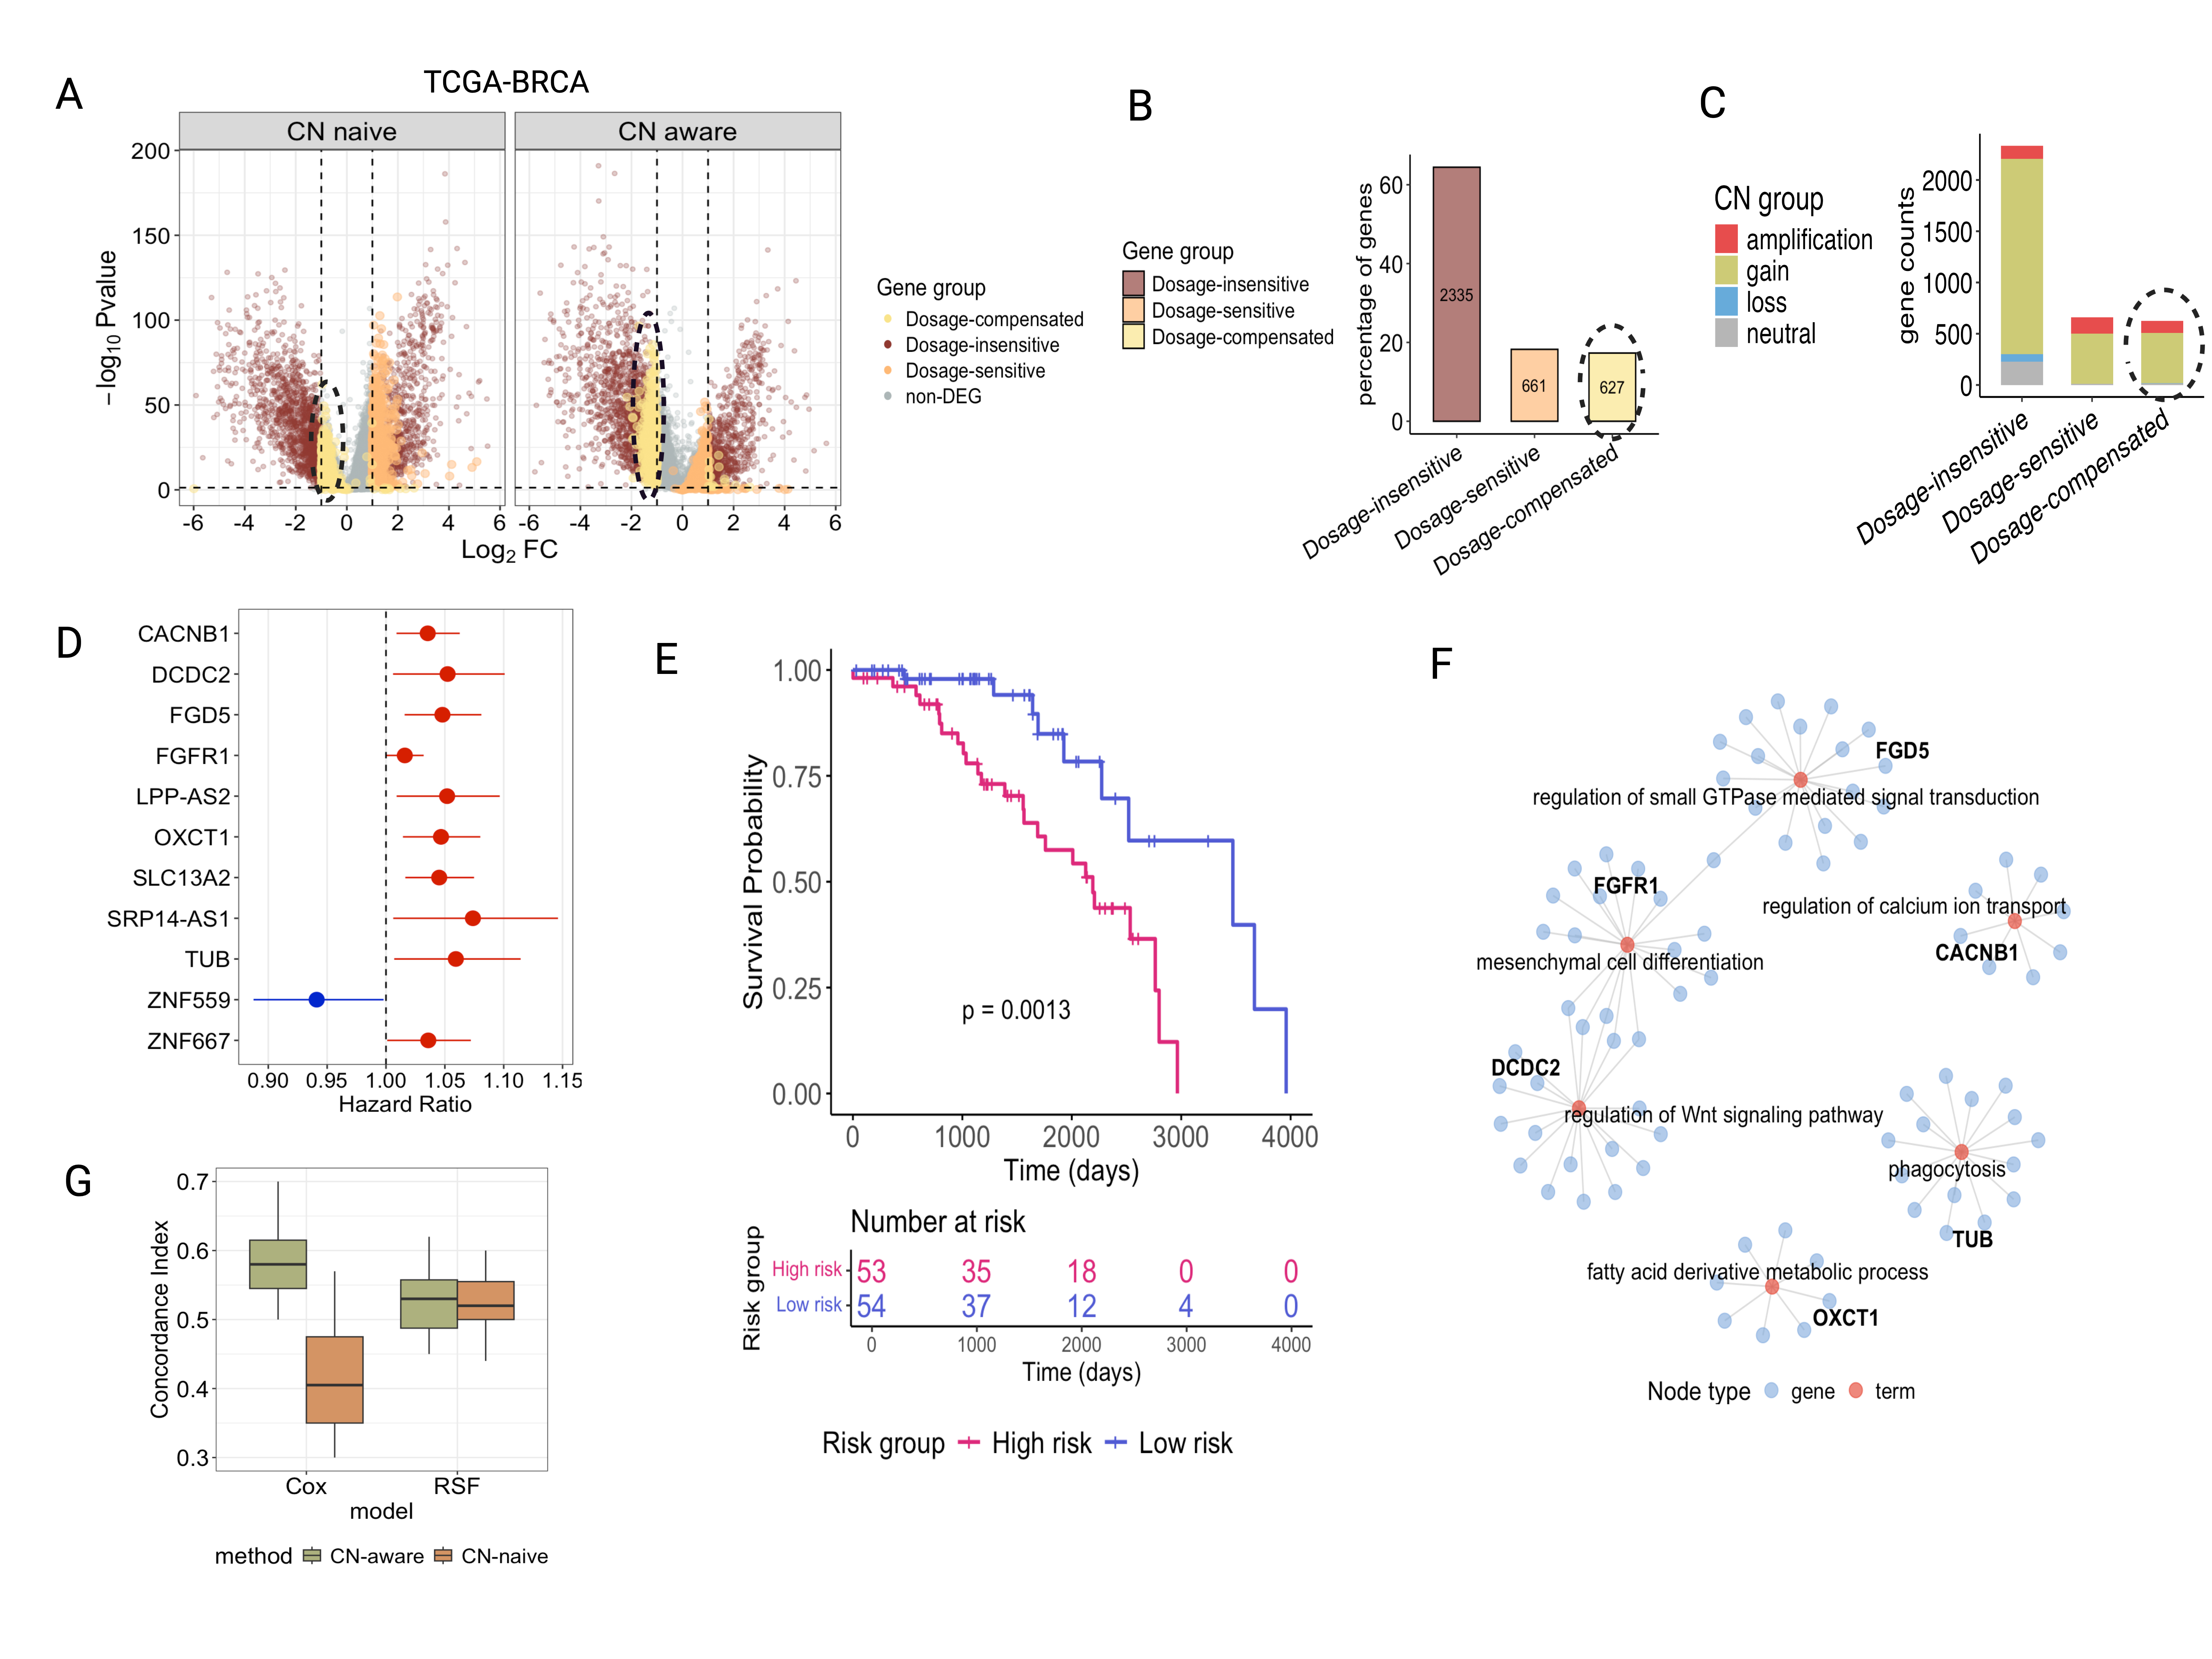 A
TCGA-BRCA
CN naive
CN aware
200
150
100
50
0
-log10 Pvalue
-6 -4 -2 0 2 4 6
-6 -4 -2 0 2 4 6
Log2 FC
Gene group
Dosage-compensated
Dosage-insensitive
Dosage-sensitive
non-DEG
B
Gene group
Dosage-insensitive
Dosage-sensitive
Dosage-compensated
percentage of genes
60
40
20
0
2335
661
627
Dosage-insensitive
Dosage-sensitive
Dosage-compensated
C
CN group
amplification
gain
loss
neutral
gene counts
2000
1500
1000
500
0
Dosage-insensitive
Dosage-sensitive
Dosage-compensated
D
CACNB1
DCDC2
FGD5
FGFR1
LPP-AS2
OXCT1
SLC13A2
SRP14-AS1
TUB
ZNF559
ZNF667
0.90 0.95 1.00 1.05 1.10 1.15
Hazard Ratio
E
Survival Probability
1.00
0.75
0.50
0.25
0.00
p = 0.0013
0 1000 2000 3000 4000
Time (days)
Number at risk
Risk group
High risk 53 35 18 0 0
Low risk 54 37 12 4 0
0 1000 2000 3000 4000
Time (days)
Risk group High risk Low risk
F
FGD5
regulation of small GTPase mediated signal transduction
FGFR1
regulation of calcium ion transport
CACNB1
mesenchymal cell differentiation
DCDC2
regulation of Wnt signaling pathway
phagocytosis
TUB
fatty acid derivative metabolic process
OXCT1
Node type gene term
G
Concordance Index
0.7
0.6
0.5
0.4
0.3
Cox RSF
model
method CN-aware CN-naive